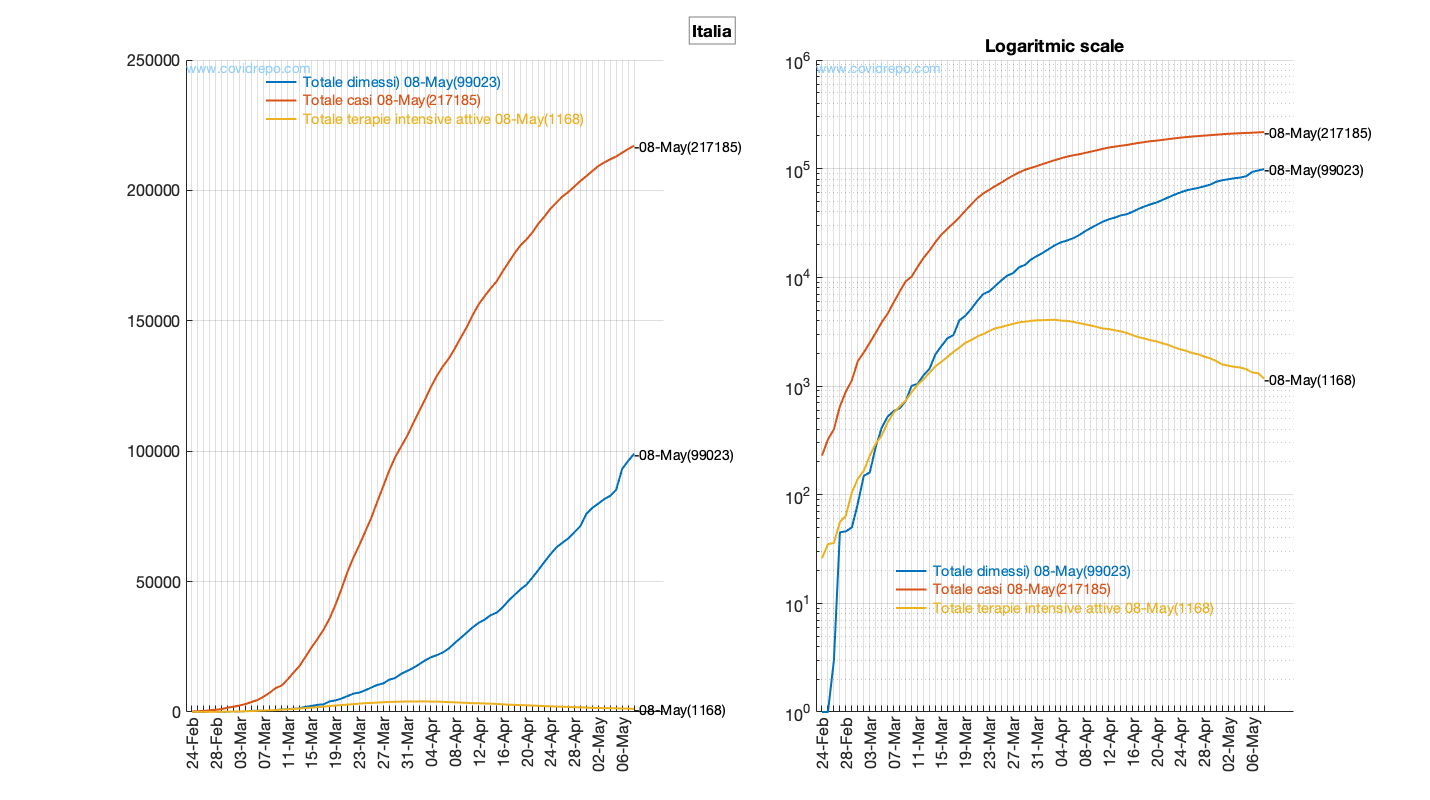 Italia
250000
200000
150000
100000
50000
0
www.covidrepo.com
Totale dimessi) 08-May(99023)
Totale casi 08-May(217185)
Totale terapie intensive attive 08-May(1168)
08-May(217185)
08-May(99023)
08-May(1168)
24-Feb
28-Feb
03-Mar
07-Mar
11-Mar
15-Mar
19-Mar
23-Mar
27-Mar
31-Mar
04-Apr
08-Apr
12-Apr
16-Apr
20-Apr
24-Apr
28-Apr
02-May
06-May
Logaritmic scale
10^6
10^5
10^4
10^3
10^2
10^1
10^0
www.covidrepo.com
08-May(217185)
08-May(99023)
08-May(1168)
Totale dimessi) 08-May(99023)
Totale casi 08-May(217185)
Totale terapie intensive attive 08-May(1168)
24-Feb
28-Feb
03-Mar
07-Mar
11-Mar
15-Mar
19-Mar
23-Mar
27-Mar
31-Mar
04-Apr
08-Apr
12-Apr
16-Apr
20-Apr
24-Apr
28-Apr
02-May
06-May